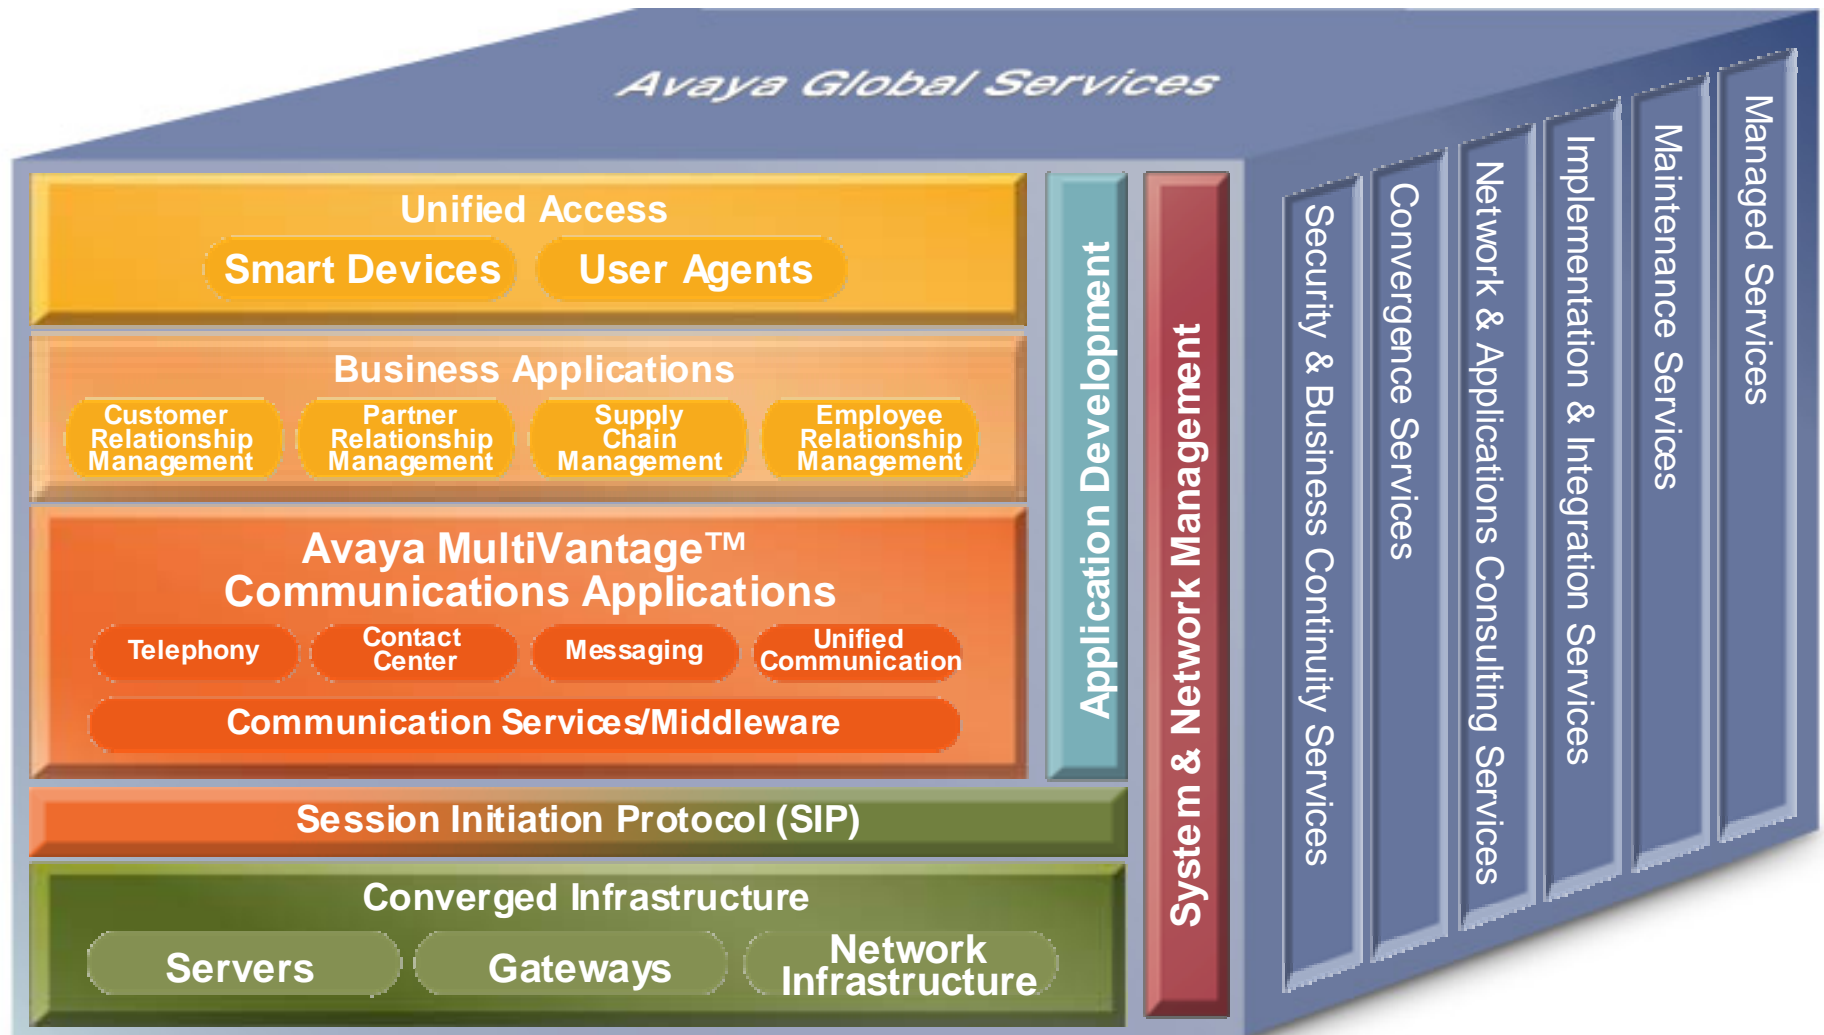 Avaya Global Services
Unified Access
Smart Devices
User Agents
Business Applications
Customer
Relationship
Management
Partner
Relationship
Management
Supply
Chain
Management
Employee
Relationship
Management
Avaya MultiVantage™
Communications Applications
Telephony
Contact
Center
Messaging
Unified
Communication
Communication Services/Middleware
Session Initiation Protocol (SIP)
Converged Infrastructure
Servers
Gateways
Network
Infrastructure
Application Development
System & Network Management
Security & Business Continuity Services
Convergence Services
Network & Applications Consulting Services
Implementation & Integration Services
Maintenance Services
Managed Services